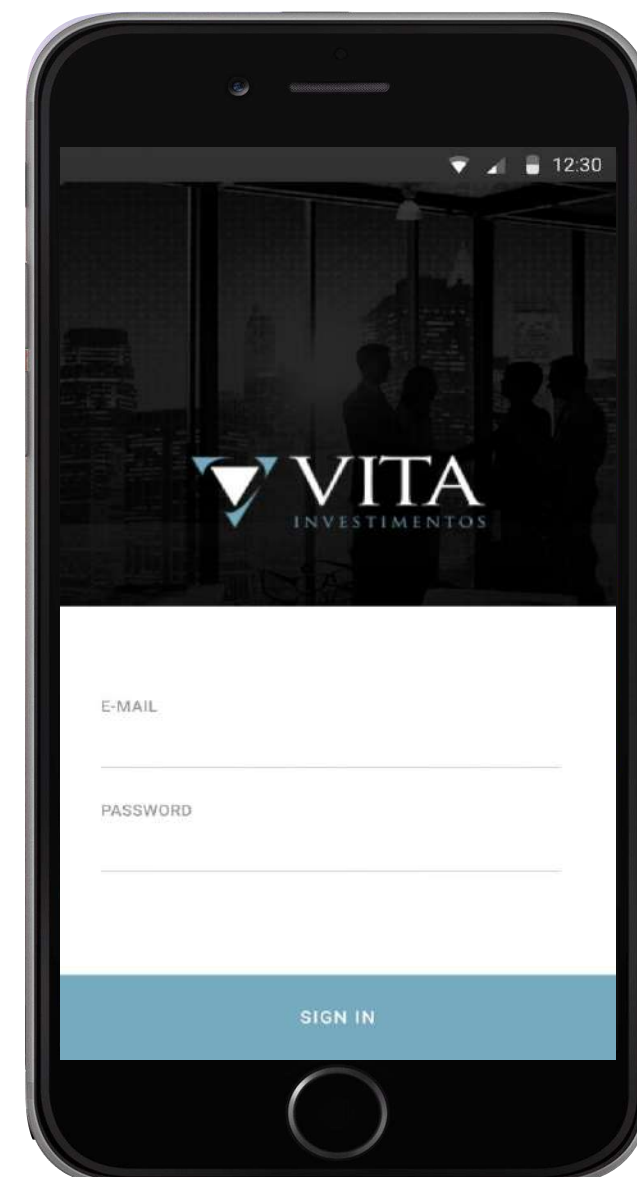 12:30
VITA
INVESTIMENTOS
E-MAIL
PASSWORD
SIGN IN